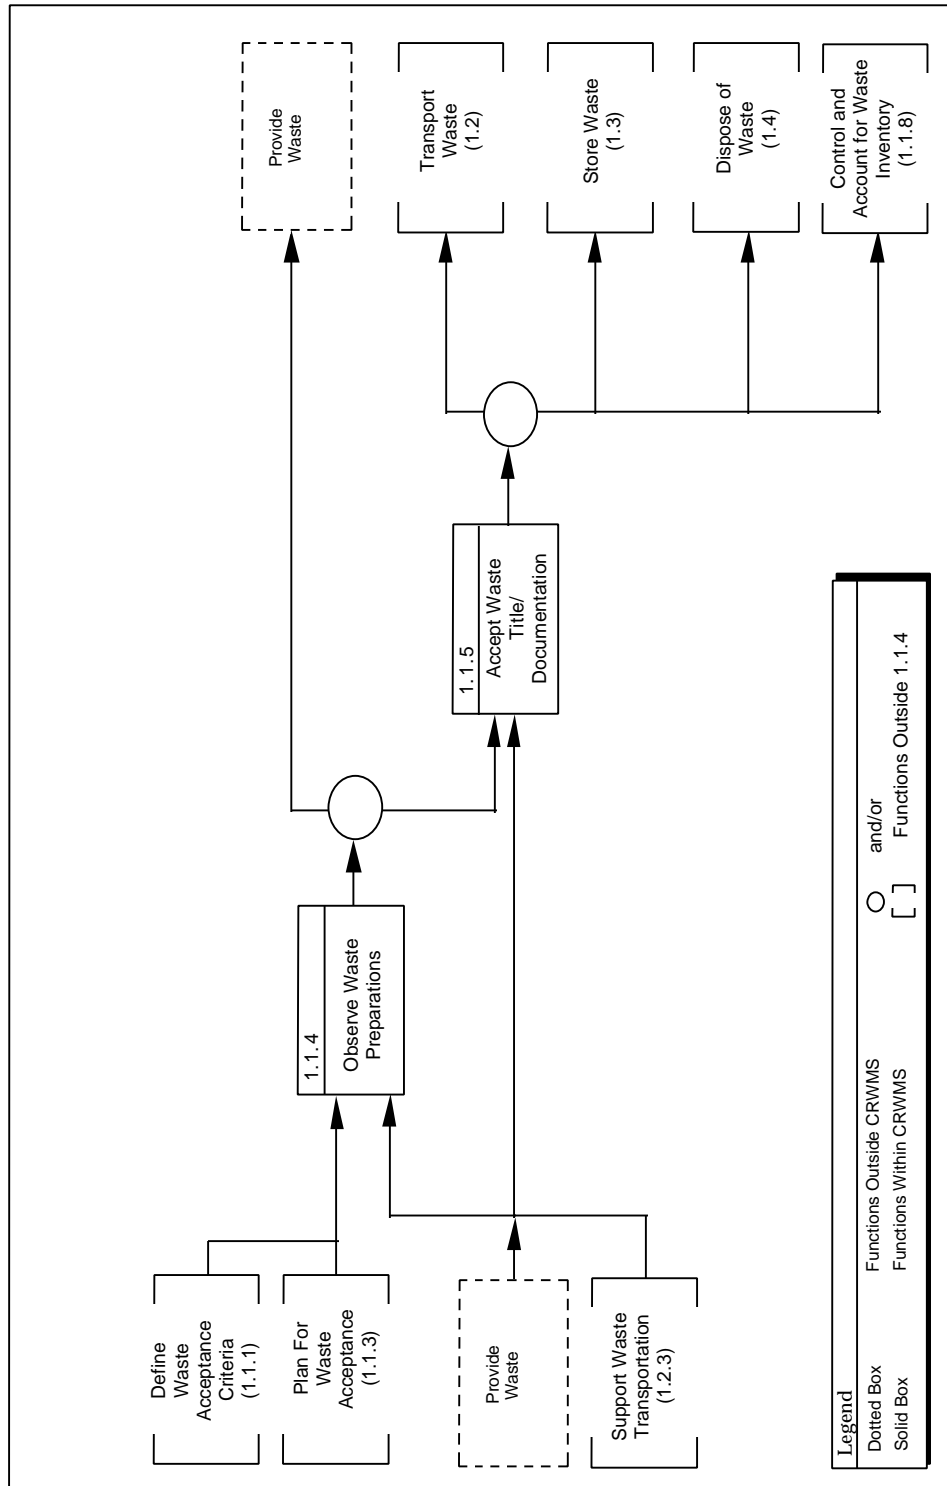 Define
Waste
Acceptance
Criteria
(1.1.1)
Plan For
Waste
Acceptance
(1.1.3)
Provide
Waste
Support Waste
Transportation
(1.2.3)
1.1.4
Observe Waste
Preparations
1.1.5
Accept Waste
Title/
Documentation
Provide
Waste
Transport
Waste
(1.2)
Store Waste
(1.3)
Dispose of
Waste
(1.4)
Control and
Account for Waste
Inventory
(1.1.8)
Legend
Dotted Box Functions Outside CRWMS and/or
Solid Box Functions Within CRWMS [ ] Functions Outside 1.1.4